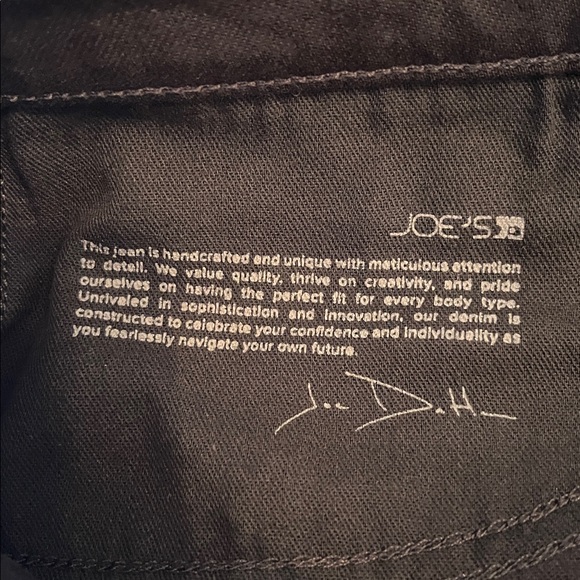 JOE'S
This jean is handcrafted and unique with meticulous attention
to detail. We value quality, thrive on creativity, and pride
ourselves on having the perfect fit for every body type.
Unrivaled in sophistication and innovation, our denim is
constructed to celebrate your confidence and individuality as
you fearlessly navigate your own future.
Joe